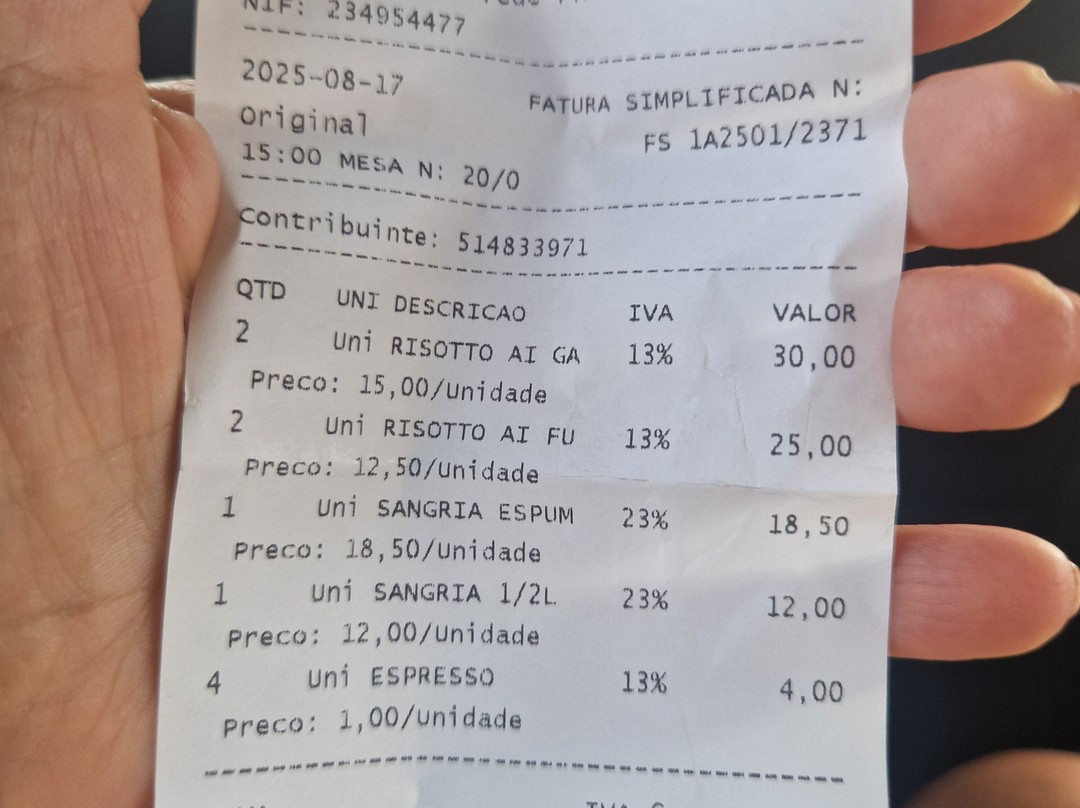 NIF: 234954477
2025-08-17
FATURA SIMPLIFICADA N:
Original
FS 1A2501/2371
15:00 MESA N: 20/0
Contribuinte: 514833971
QTD UNI DESCRICAO IVA VALOR
2 Uni RISOTTO AI GA 13% 30,00
Preco: 15,00/Unidade
2 Uni RISOTTO AI FU 13% 25,00
Preco: 12,50/Unidade
1 Uni SANGRIA ESPUM 23% 18,50
Preco: 18,50/Unidade
1 Uni SANGRIA 1/2L 23% 12,00
Preco: 12,00/Unidade
4 Uni ESPRESSO 13% 4,00
Preco: 1,00/Unidade